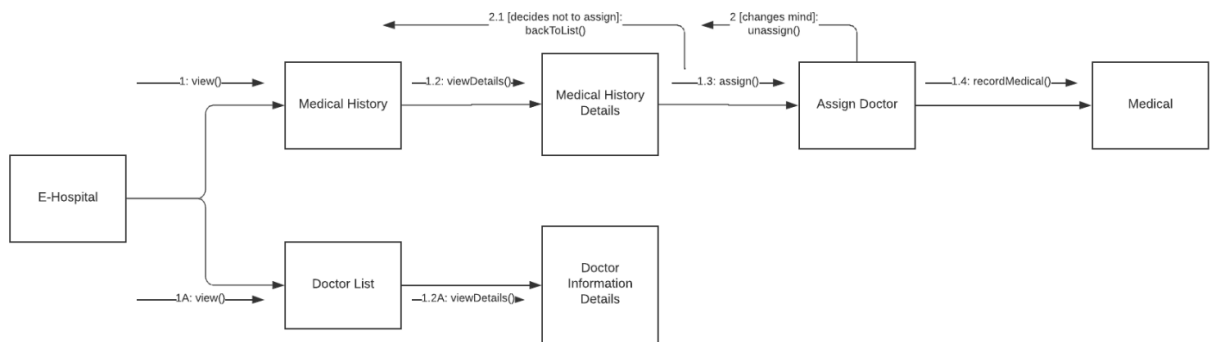 2.1 [decides not to assign]:
backToList()
2 [changes mind]:
unassign()
1: view()
1.2: viewDetails()
1.3: assign()
1.4: recordMedical()
Medical History
Medical History
Details
Assign Doctor
Medical
E-Hospital
Doctor List
Doctor
Information
Details
1A: view()
1.2A: viewDetails()